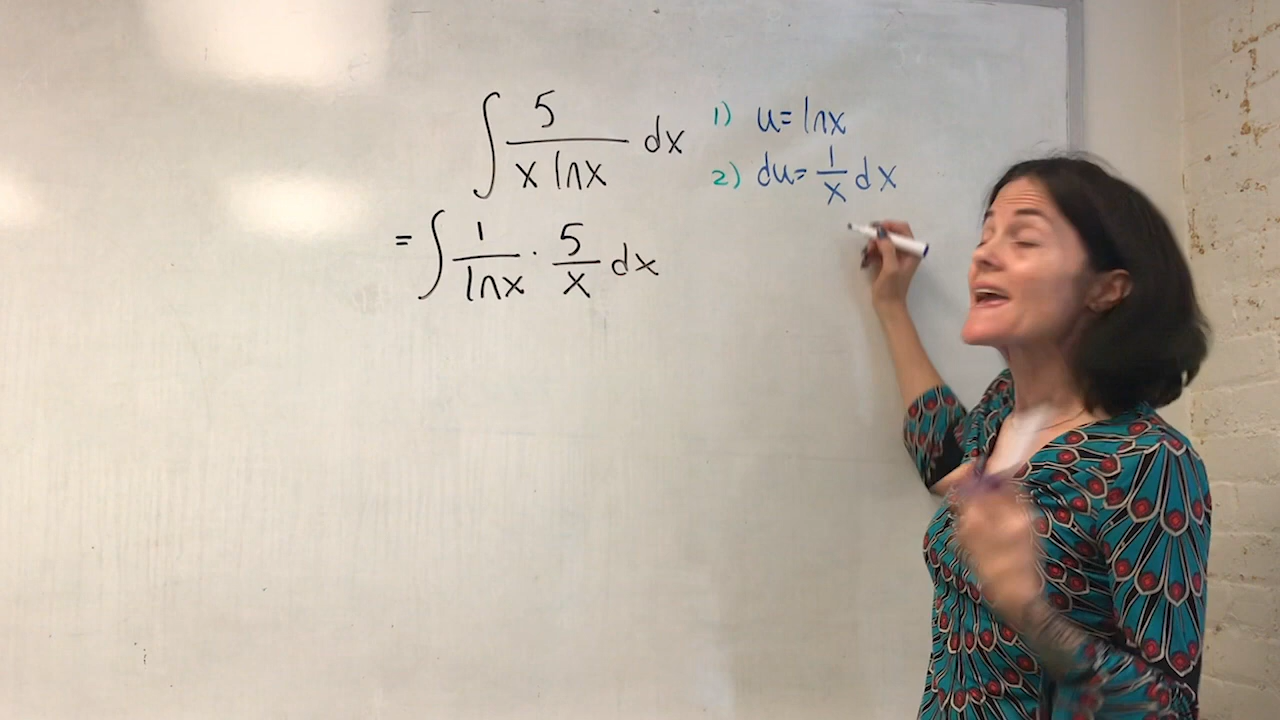 ∫ 5/(x lnx) dx
1) u = lnx
2) du = 1/x dx
= ∫ 1/lnx · 5/x dx